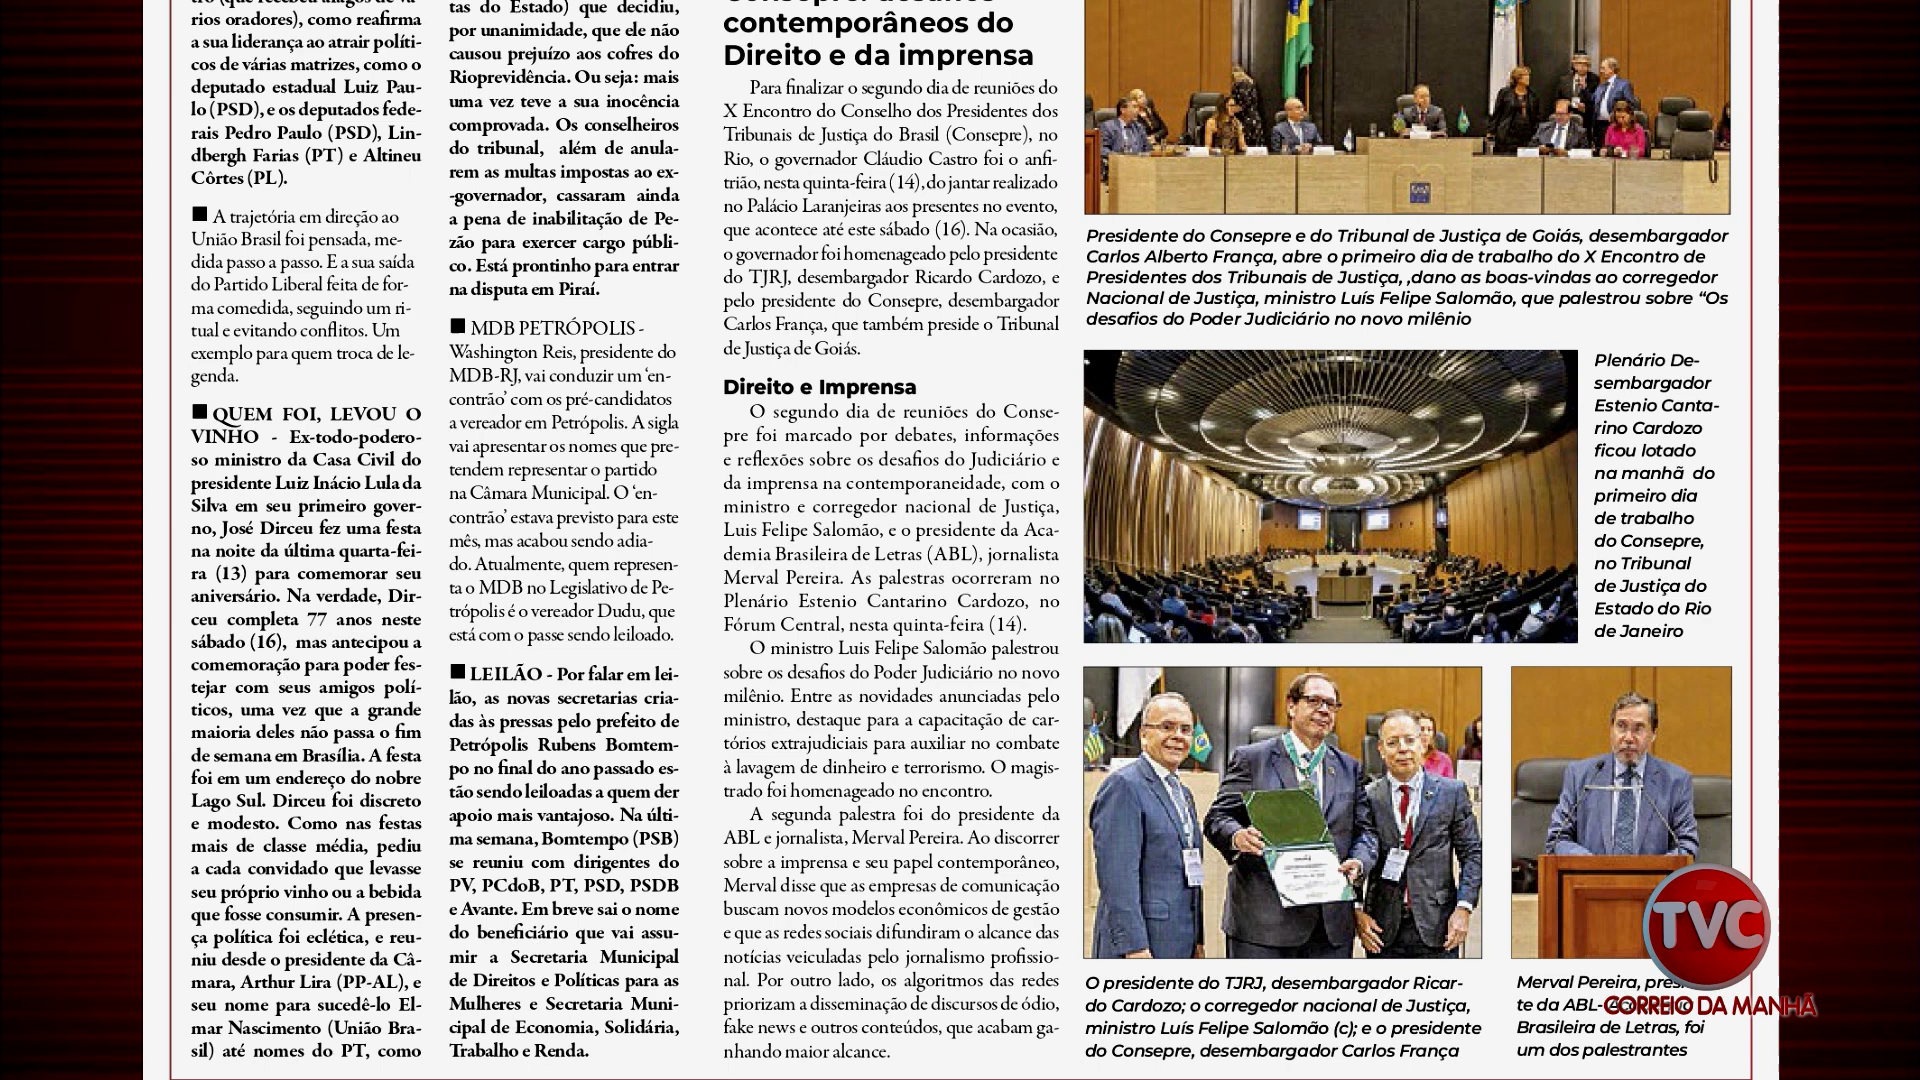 rios oradores), como reafirma
a sua liderança ao atrair políti-
cos de várias matrizes, como o
deputado estadual Luiz Pau-
lo (PSD), e os deputados fede-
rais Pedro Paulo (PSD), Lin-
dbergh Farias (PT) e Altineu
Côrtes (PL).
A trajetória em direção ao
União Brasil foi pensada, me-
dida passo a passo. E a sua saída
do Partido Liberal feita de for-
ma comedida, seguindo um ri-
tual e evitando conflitos. Um
exemplo para quem troca de le-
genda.
QUEM FOI, LEVOU O
VINHO - Ex-todo-podero-
so ministro da Casa Civil do
presidente Luiz Inácio Lula da
Silva em seu primeiro gover-
no, José Dirceu fez uma festa
na noite da última quarta-fei-
ra (13) para comemorar seu
aniversário. Na verdade, Dir-
ceu completa 77 anos neste
sábado (16), mas antecipou a
comemoração para poder fes-
tejar com seus amigos polí-
ticos, uma vez que a grande
maioria deles não passa o fim
de semana em Brasília. A festa
foi em um endereço do nobre
Lago Sul. Dirceu foi discreto
e modesto. Como nas festas
mais de classe média, pediu
a cada convidado que levasse
seu próprio vinho ou a bebida
que fosse consumir. A presen-
ça política foi eclética, e reu-
niu desde o presidente da Câ-
mara, Arthur Lira (PP-AL), e
seu nome para sucedê-lo El-
mar Nascimento (União Bra-
sil) até nomes do PT, como
tas do Estado) que decidiu,
por unanimidade, que ele não
causou prejuízo aos cofres do
Rioprevidência. Ou seja: mais
uma vez teve a sua inocência
comprovada. Os conselheiros
do tribunal, além de anula-
rem as multas impostas ao ex-
-governador, cassaram ainda
a pena de inabilitação de Pe-
zão para exercer cargo públi-
co. Está prontinho para entrar
na disputa em Piraí.
MDB PETRÓPOLIS -
Washington Reis, presidente do
MDB-RJ, vai conduzir um 'en-
contrão' com os pré-candidatos
a vereador em Petrópolis. A sigla
vai apresentar os nomes que pre-
tendem representar o partido
na Câmara Municipal. O 'en-
contrão' estava previsto para este
mês, mas acabou sendo adia-
do. Atualmente, quem represen-
ta o MDB no Legislativo de Pe-
trópolis é o vereador Dudu, que
está com o passe sendo leiloado.
LEILÃO - Por falar em lei-
lão, as novas secretarias cria-
das às pressas pelo prefeito de
Petrópolis Rubens Bomtem-
po no final do ano passado es-
tão sendo leiloadas a quem der
apoio mais vantajoso. Na últi-
ma semana, Bomtempo (PSB)
se reuniu com dirigentes do
PV, PCdoB, PT, PSD, PSDB
e Avante. Em breve sai o nome
do beneficiário que vai assu-
mir a Secretaria Municipal
de Direitos e Políticas para as
Mulheres e Secretaria Muni-
cipal de Economia, Solidária,
Trabalho e Renda.
contemporâneos do
Direito e da imprensa
Para finalizar o segundo dia de reuniões do
X Encontro do Conselho dos Presidentes dos
Tribunais de Justiça do Brasil (Consepre), no
Rio, o governador Cláudio Castro foi o anfi-
trião, nesta quinta-feira (14), do jantar realizado
no Palácio Laranjeiras aos presentes no evento,
que acontece até este sábado (16). Na ocasião,
o governador foi homenageado pelo presidente
do TJRJ, desembargador Ricardo Cardozo, e
pelo presidente do Consepre, desembargador
Carlos França, que também preside o Tribunal
de Justiça de Goiás.
Direito e Imprensa
O segundo dia de reuniões do Conse-
pre foi marcado por debates, informações
e reflexões sobre os desafios do Judiciário e
da imprensa na contemporaneidade, com o
ministro e corregedor nacional de Justiça,
Luis Felipe Salomão, e o presidente da Aca-
demia Brasileira de Letras (ABL), jornalista
Merval Pereira. As palestras ocorreram no
Plenário Estenio Cantarino Cardozo, no
Fórum Central, nesta quinta-feira (14).
O ministro Luis Felipe Salomão palestrou
sobre os desafios do Poder Judiciário no novo
milênio. Entre as novidades anunciadas pelo
ministro, destaque para a capacitação de car-
tórios extrajudiciais para auxiliar no combate
à lavagem de dinheiro e terrorismo. O magis-
trado foi homenageado no encontro.
A segunda palestra foi do presidente da
ABL e jornalista, Merval Pereira. Ao discorrer
sobre a imprensa e seu papel contemporâneo,
Merval disse que as empresas de comunicação
buscam novos modelos econômicos de gestão
e que as redes sociais difundiram o alcance das
notícias veiculadas pelo jornalismo profissio-
nal. Por outro lado, os algoritmos das redes
priorizam a disseminação de discursos de ódio,
fake news e outros conteúdos, que acabam ga-
nhando maior alcance.
Presidente do Consepre e do Tribunal de Justiça de Goiás, desembargador
Carlos Alberto França, abre o primeiro dia de trabalho do X Encontro de
Presidentes dos Tribunais de Justiça, ,dano as boas-vindas ao corregedor
Nacional de Justiça, ministro Luís Felipe Salomão, que palestrou sobre “Os
desafios do Poder Judiciário no novo milênio
Plenário De-
sembargador
Estenio Canta-
rino Cardozo
ficou lotado
na manhã do
primeiro dia
de trabalho
do Consepre,
no Tribunal
de Justiça do
Estado do Rio
de Janeiro
O presidente do TJRJ, desembargador Ricar-
do Cardozo; o corregedor nacional de Justiça,
ministro Luís Felipe Salomão (c); e o presidente
do Consepre, desembargador Carlos França
Merval Pereira,
te da ABL-
Brasileira de Letras, foi
um dos palestrantes
TVC
CORREIO DA MANHÃ